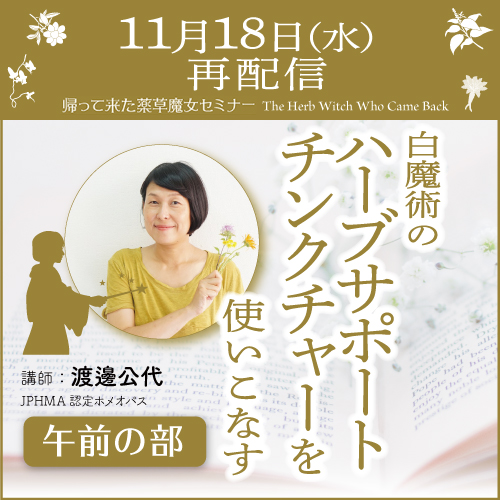 11月18日(水)
再配信
帰って来た薬草魔女セミナー The Herb Witch Who Came Back
白魔術の
ハーブサポート
チンクチャーを
使いこなす
講師：渡邊公代
JPHMA 認定ホメオパス
午前の部